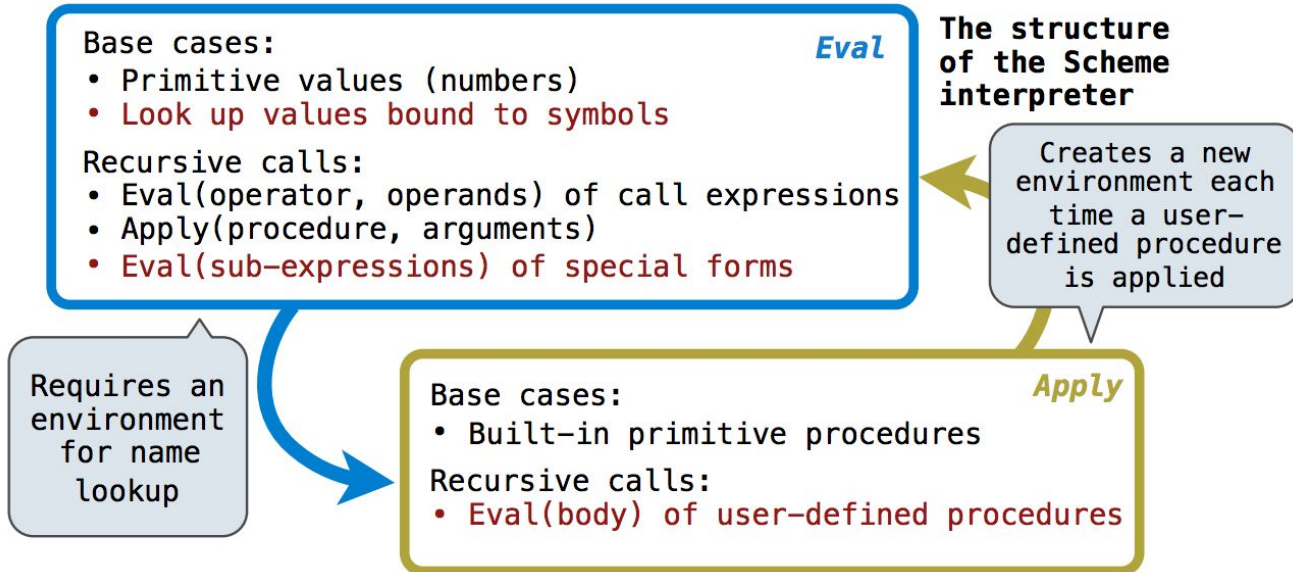 Base cases:
Eval
• Primitive values (numbers)
• Look up values bound to symbols
Recursive calls:
• Eval(operator, operands) of call expressions
• Apply(procedure, arguments)
• Eval(sub-expressions) of special forms
The structure
of the Scheme
interpreter
Creates a new
environment each
time a user-
defined procedure
is applied
Requires an
environment
for name
lookup
Apply
Base cases:
• Built-in primitive procedures
Recursive calls:
• Eval(body) of user-defined procedures